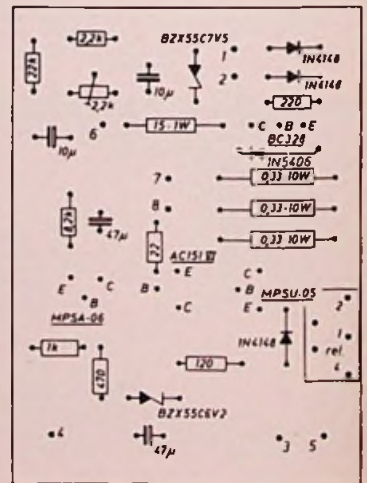 2,2k
BZX55C7V5
22k
1
1N4148
2,2k
10µ
2
1N4148
220
10µ
6
15-1W
C B E
BC328
1N5406
7
0,33-10W
8
0,33-10W
8,2k
47µ
22
AC151 VI
0,33 10W
E
C
E
C
B
B
B
MPSA-06
C
E
MPSU-05
2
1k
470
120
1N4148
1
rel.
4
BZX55C6V2
4
47µ
3
5